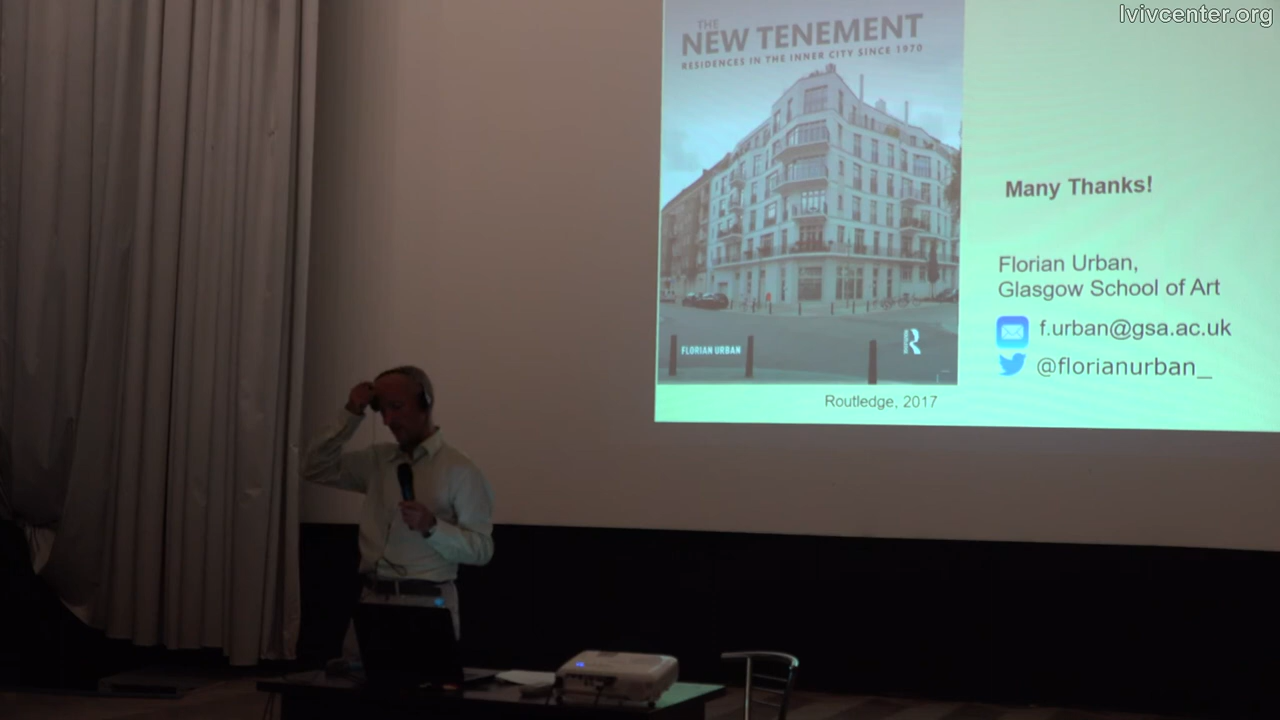 lvivcenter.org
THE
NEW TENEMENT
RESIDENCES IN THE INNER CITY SINCE 1970
FLORIAN URBAN
R
Routledge, 2017
Many Thanks!
Florian Urban,
Glasgow School of Art
f.urban@gsa.ac.uk
@florianurban_